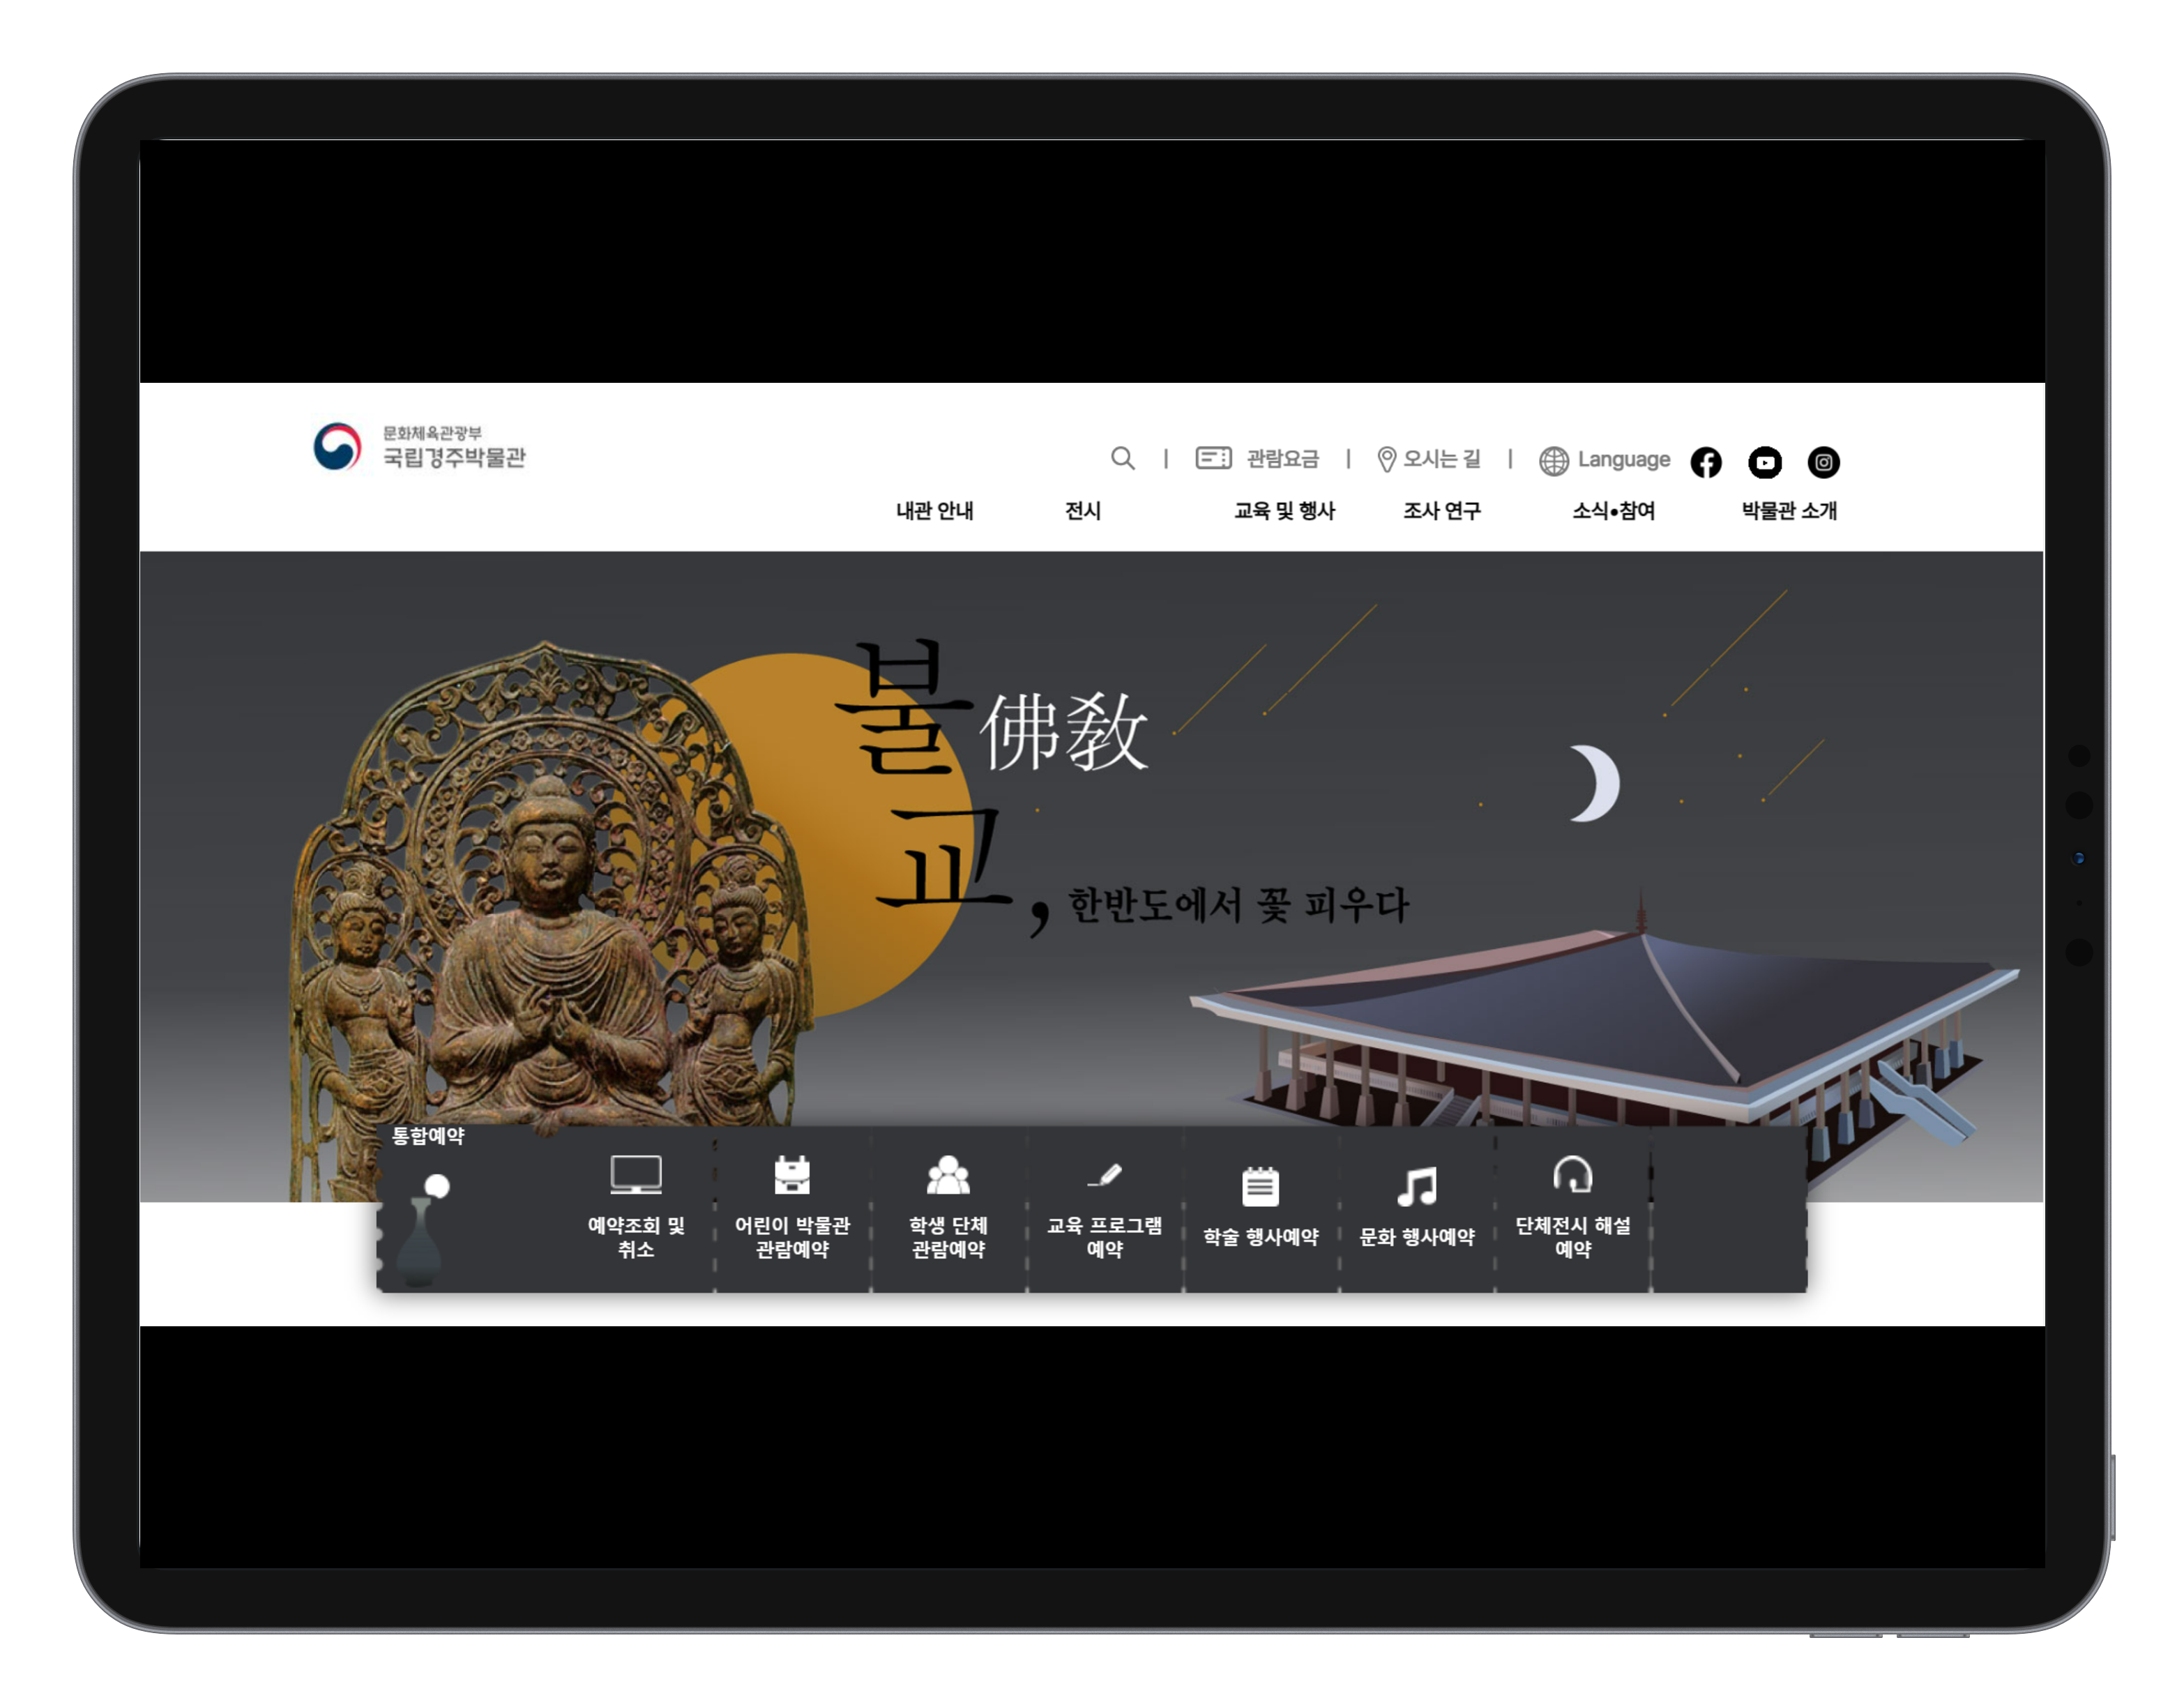 문화체육관광부
국립경주박물관
관람요금 | 오시는 길 | Language
내관 안내 전시 교육 및 행사 조사 연구 소식•참여 박물관 소개
불교,
佛敎
한반도에서 꽃 피우다
통합예약
예약조회 및
취소
어린이 박물관
관람예약
학생 단체
관람예약
교육 프로그램
예약
학술 행사예약
문화 행사예약
단체전시 해설
예약